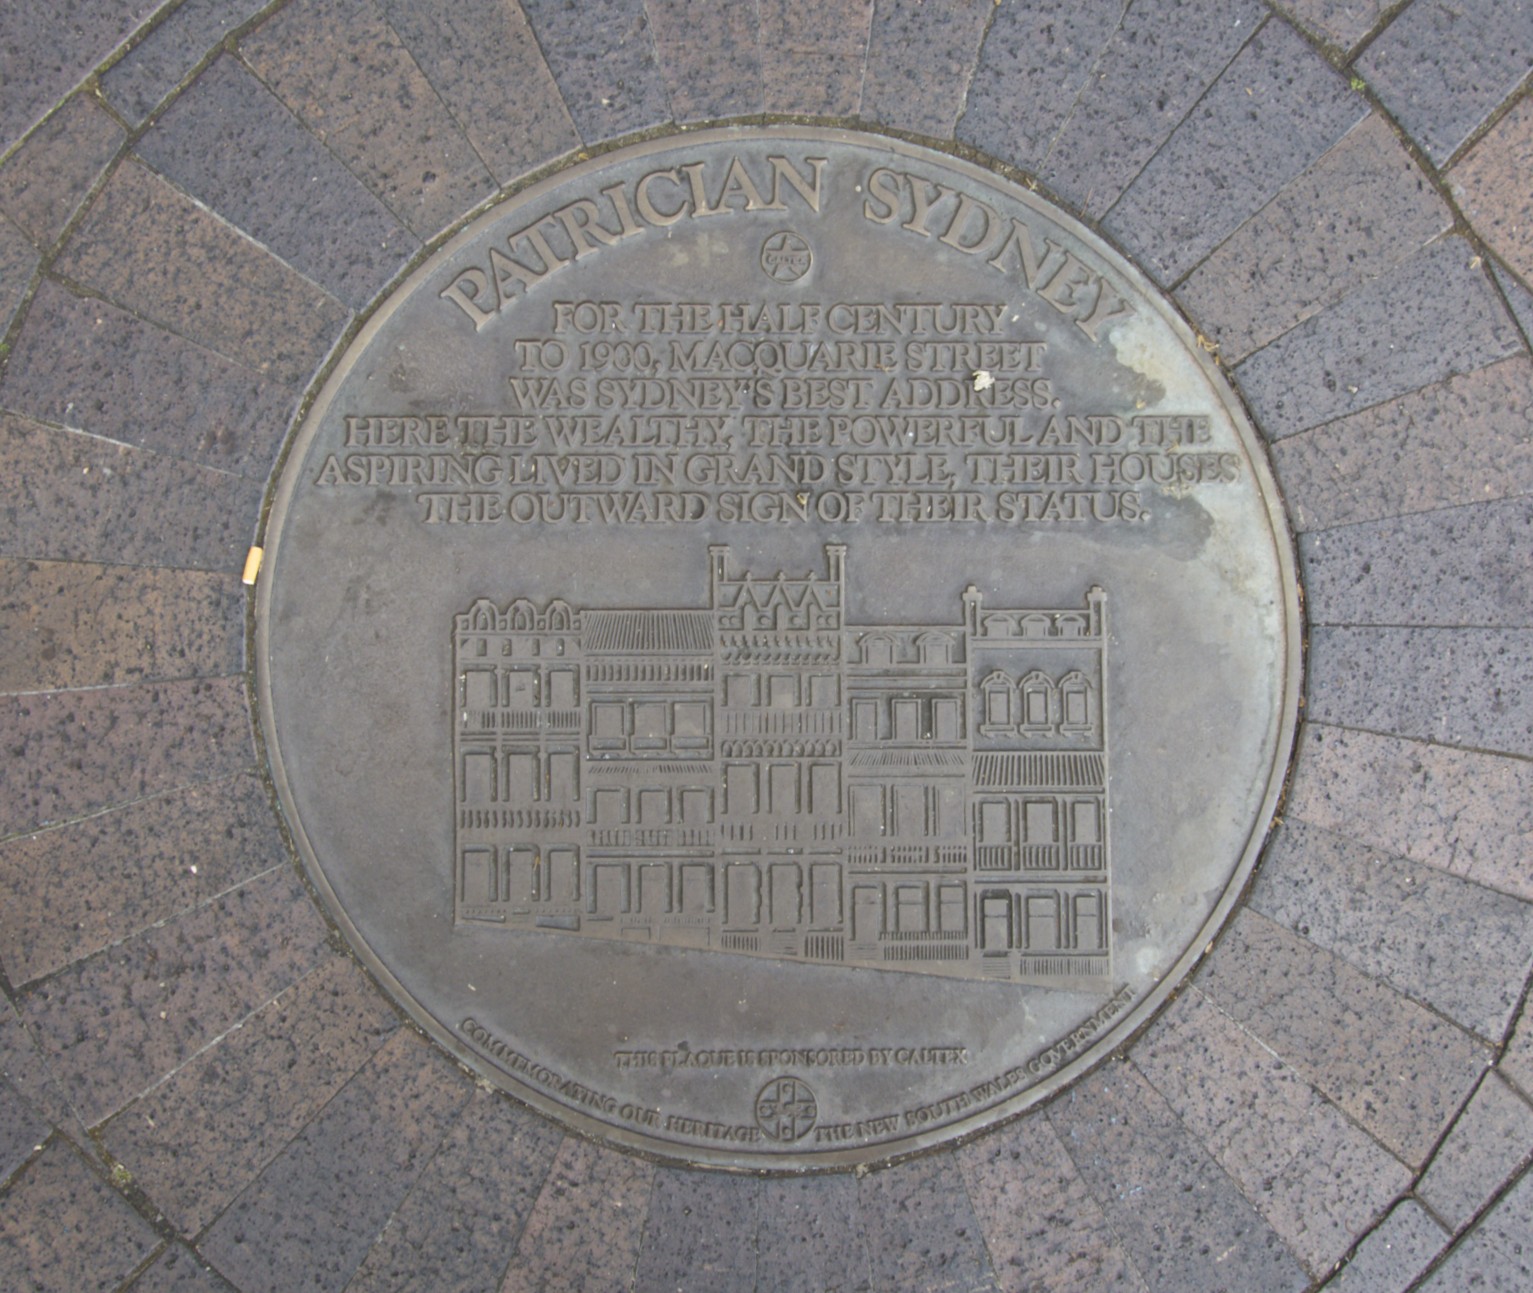 PATRICIAN SYDNEY
FOR THE HALF CENTURY
TO 1900, MACQUARIE STREET
WAS SYDNEY'S BEST ADDRESS.
HERE THE WEALTHY, THE POWERFUL AND THE
ASPIRING LIVED IN GRAND STYLE, THEIR HOUSES
THE OUTWARD SIGN OF THEIR STATUS.
THIS PLAQUE IS SPONSORED BY CALTEX
COMMEMORATING OUR HERITAGE THE NEW SOUTH WALES GOVERNMENT